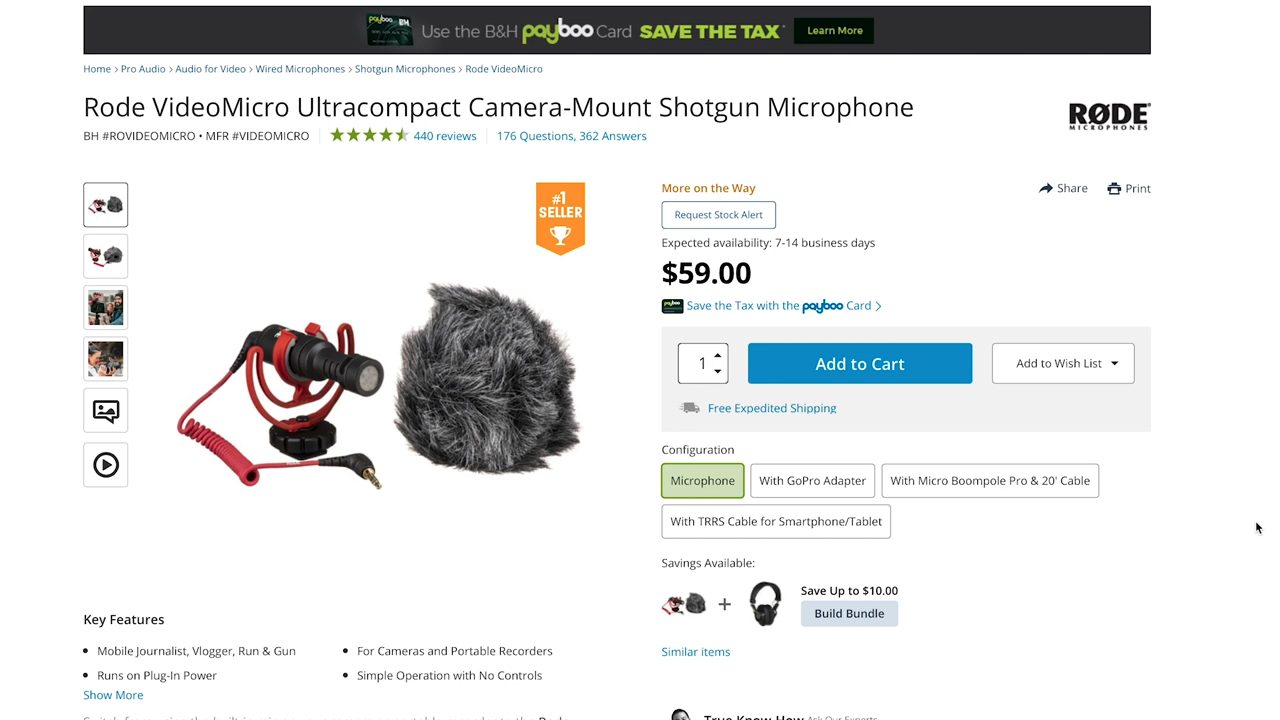 Use the B&H payboo Card SAVE THE TAX* Learn More
Home › Pro Audio › Audio for Video › Wired Microphones › Shotgun Microphones › Rode VideoMicro
Rode VideoMicro Ultracompact Camera-Mount Shotgun Microphone
BH #ROVIDEOMICRO • MFR #VIDEOMICRO
440 reviews
176 Questions, 362 Answers
RØDE
MICROPHONES
#1
SELLER
More on the Way
Share
Print
Request Stock Alert
Expected availability: 7-14 business days
$59.00
Save the Tax with the payboo Card
1
Add to Cart
Add to Wish List
Free Expedited Shipping
Configuration
Microphone
With GoPro Adapter
With Micro Boompole Pro & 20' Cable
With TRRS Cable for Smartphone/Tablet
Savings Available:
Save Up to $10.00
Build Bundle
Similar items
Key Features
Mobile Journalist, Vlogger, Run & Gun
For Cameras and Portable Recorders
Runs on Plug-In Power
Simple Operation with No Controls
Show More
True Know-How Ask Our Experts